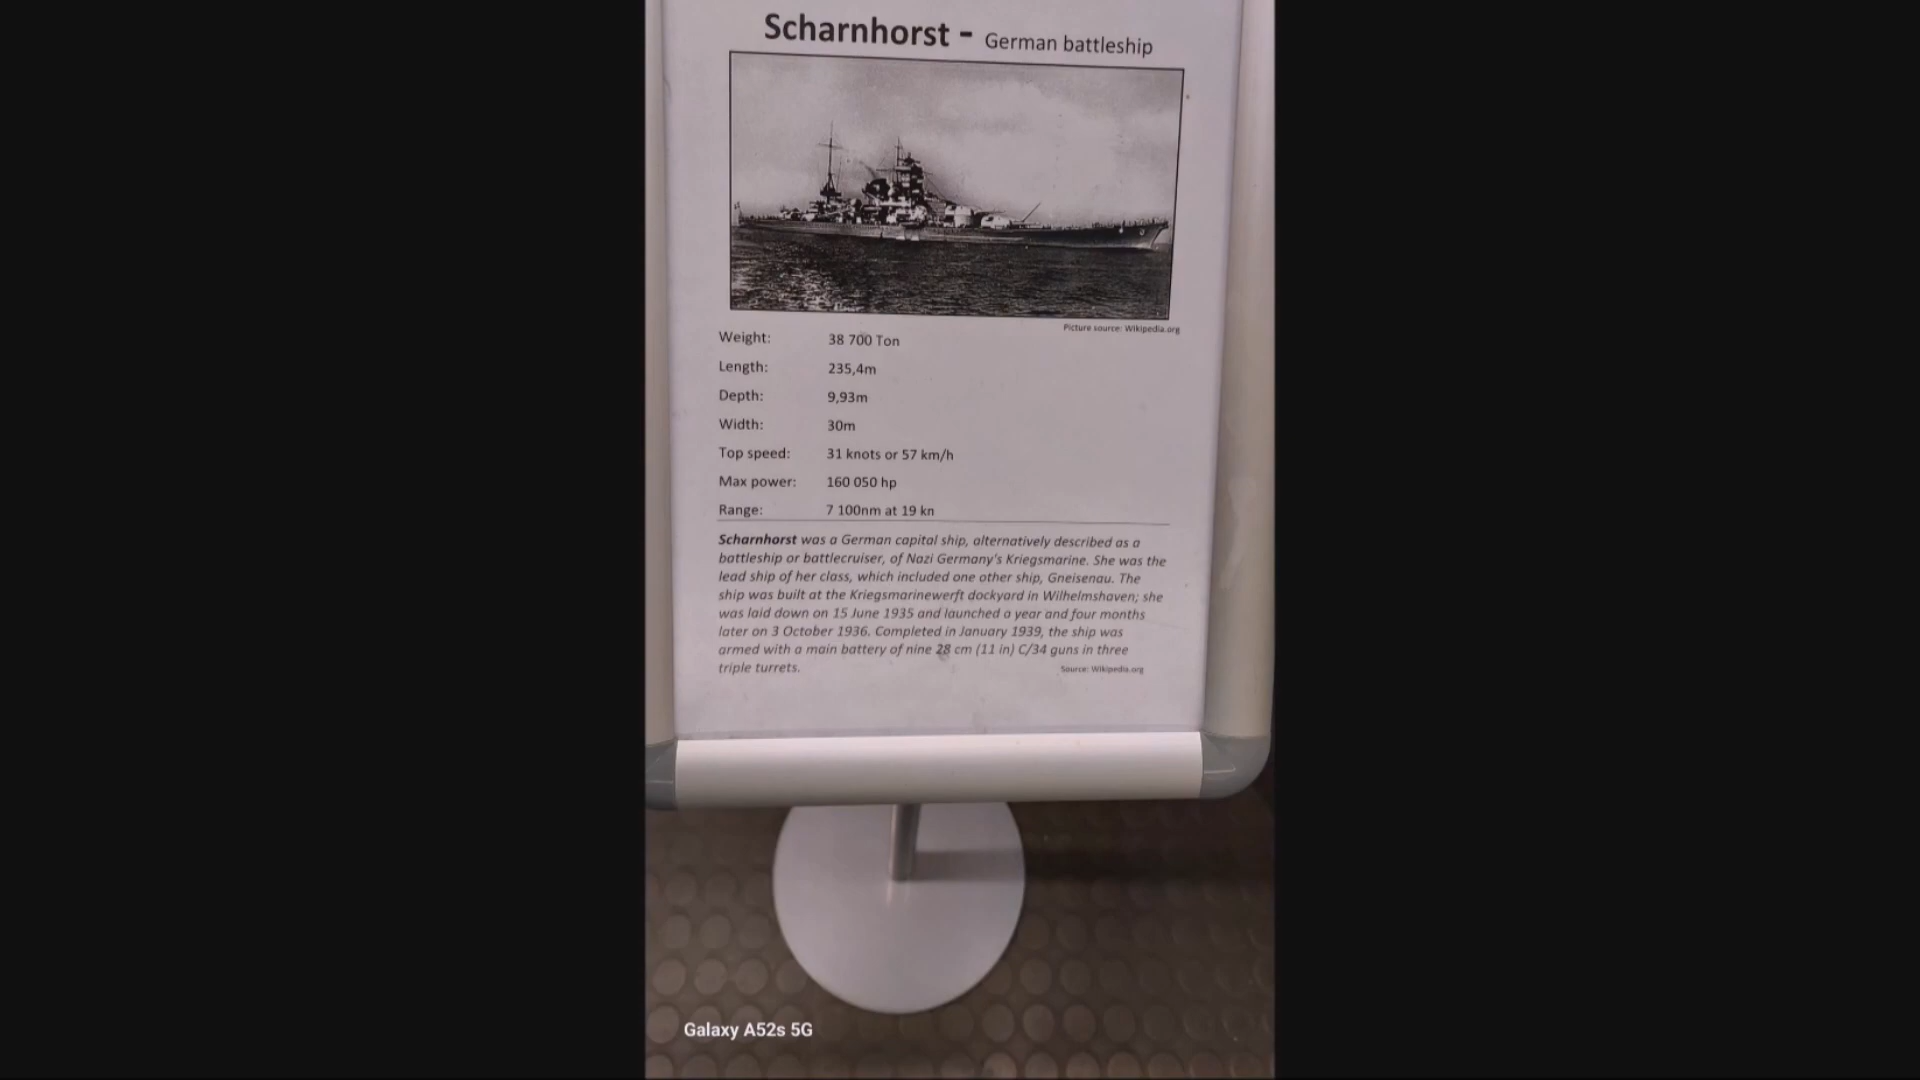 Scharnhorst - German battleship
Picture source: Wikipedia.org
Weight: 38 700 Ton
Length: 235,4m
Depth: 9,93m
Width: 30m
Top speed: 31 knots or 57 km/h
Max power: 160 050 hp
Range: 7 100nm at 19 kn
Scharnhorst was a German capital ship, alternatively described as a
battleship or battlecruiser, of Nazi Germany's Kriegsmarine. She was the
lead ship of her class, which included one other ship, Gneisenau. The
ship was built at the Kriegsmarinewerft dockyard in Wilhelmshaven; she
was laid down on 15 June 1935 and launched a year and four months
later on 3 October 1936. Completed in January 1939, the ship was
armed with a main battery of nine 28 cm (11 in) C/34 guns in three
triple turrets.
Source: Wikipedia.org
Galaxy A52s 5G